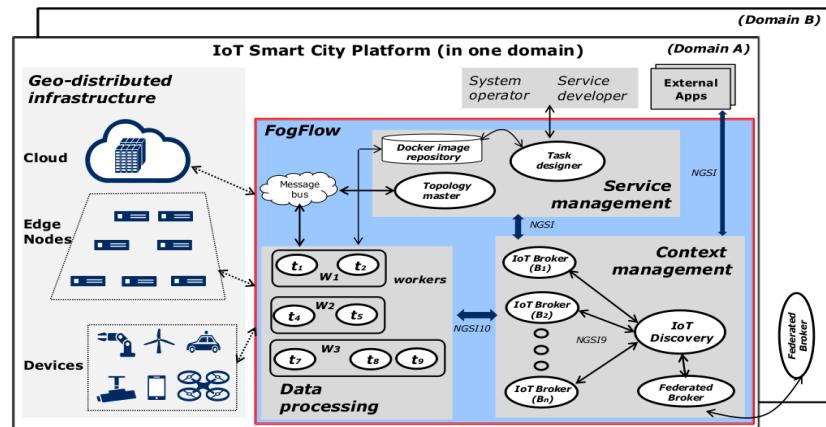 (Domain B)
IoT Smart City Platform (in one domain)
(Domain A)
Geo-distributed
infrastructure
Cloud
Edge
Nodes
Devices
System
operator
Service
developer
External
Apps
FogFlow
Docker image
repository
Task
designer
Message
bus
Topology
master
Service
management
NGSI
NGSI
t1
t2
W1
workers
t4
W2
t5
W3
t7
t8
t9
Data
processing
NGSI10
IoT Broker
(B1)
Context
management
IoT Broker
(B2)
NGSI9
IoT
Discovery
IoT Broker
(Bn)
Federated
Broker
Federated
Broker